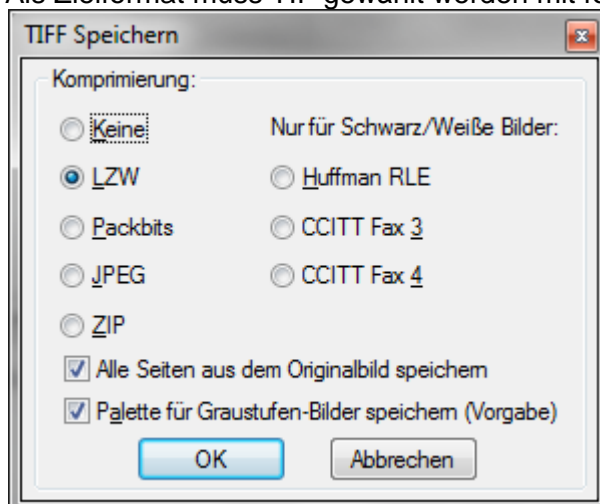 Als Zielformat muss TIF gewählt werden mit
TIFF Speichern
Komprimierung:
Keine
Nur für Schwarz/Weiße Bilder:
LZW
Huffman RLE
Packbits
CCITT Fax 3
JPEG
CCITT Fax 4
ZIP
Alle Seiten aus dem Originalbild speichern
Palette für Graustufen-Bilder speichern (Vorgabe)
OK
Abbrechen